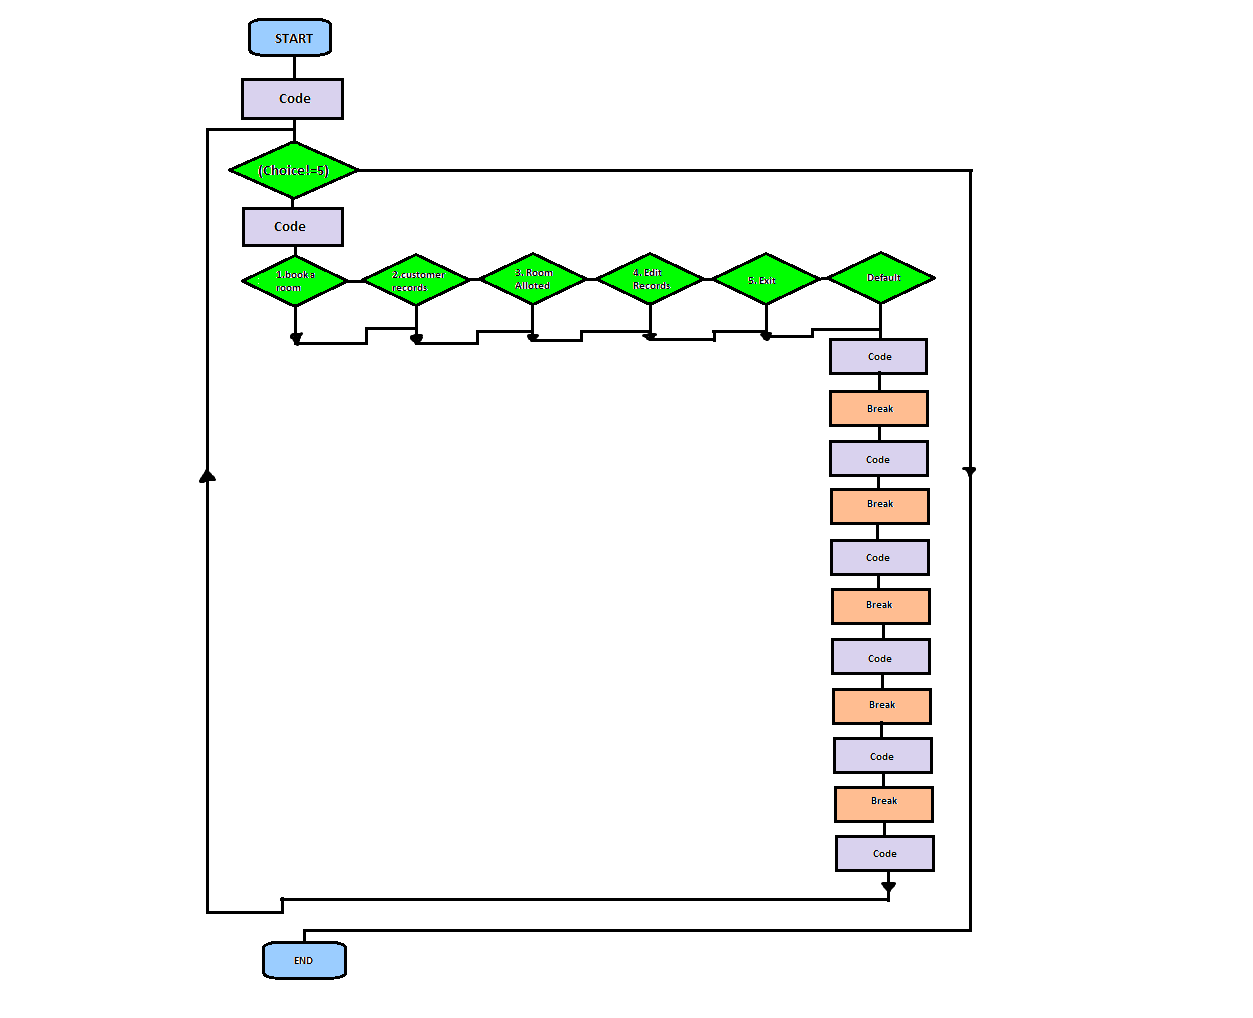 START
Code
(Choice!=5)
Code
1.book a
room
2.customer
records
3. Room
Alloted
4. Edit
Records
5. Exit
Default
Code
Break
Code
Break
Code
Break
Code
Break
Code
Break
Code
END